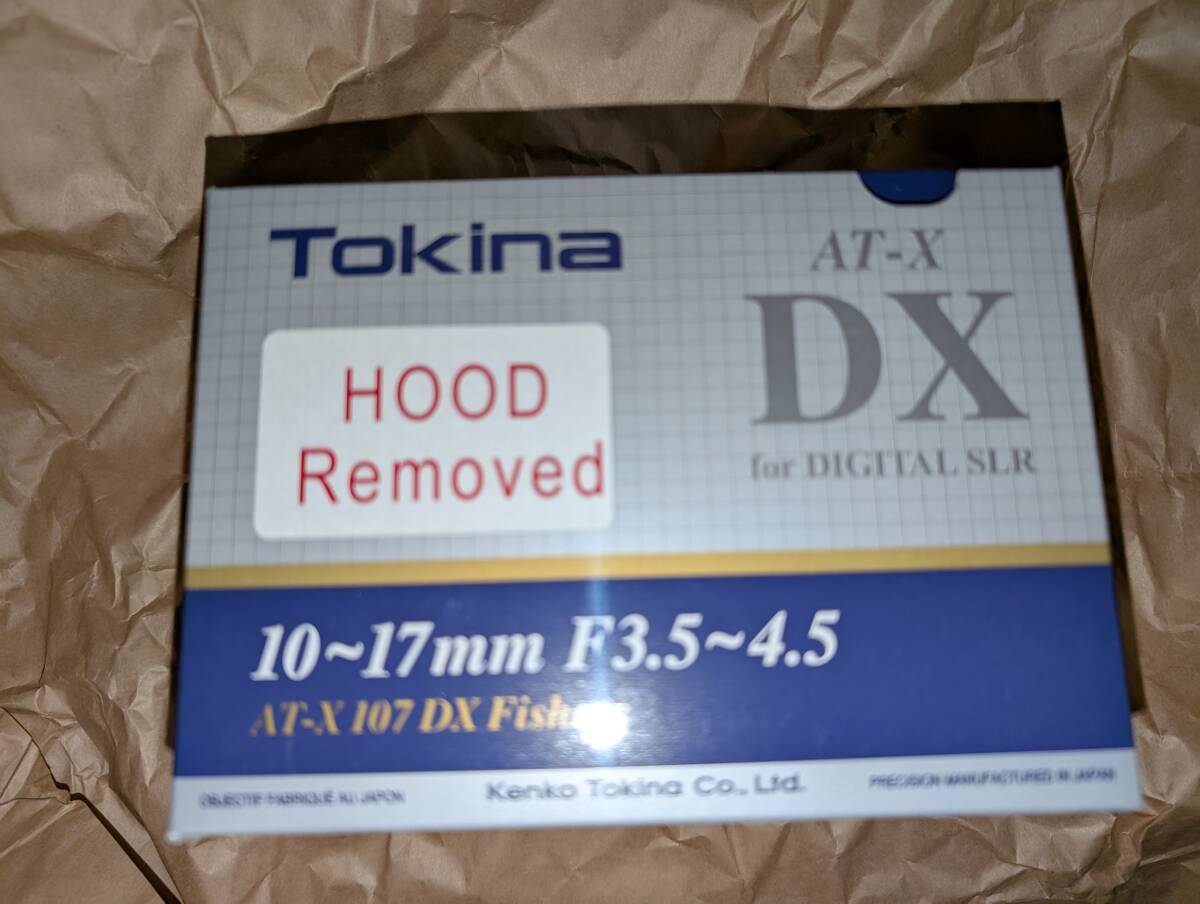 Tokina
AT-X
DX
for DIGITAL SLR
HOOD
Removed
10~17mm F3.5~4.5
AT-X 107 DX
Kenko Tokina Co., Ltd.
OBJECTIF FABRIQUÉ AU JAPON
PRECISION MANUFACTURED IN JAPAN